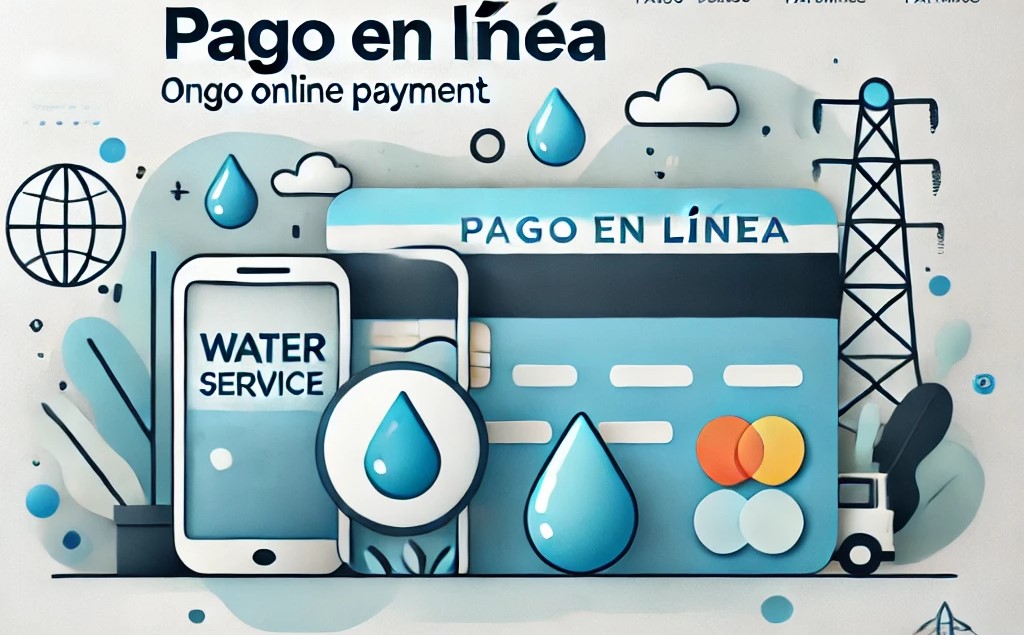 Pago en línéa
Ongo online payment
PAGO EN LÍNEA
WATER
SERVICE